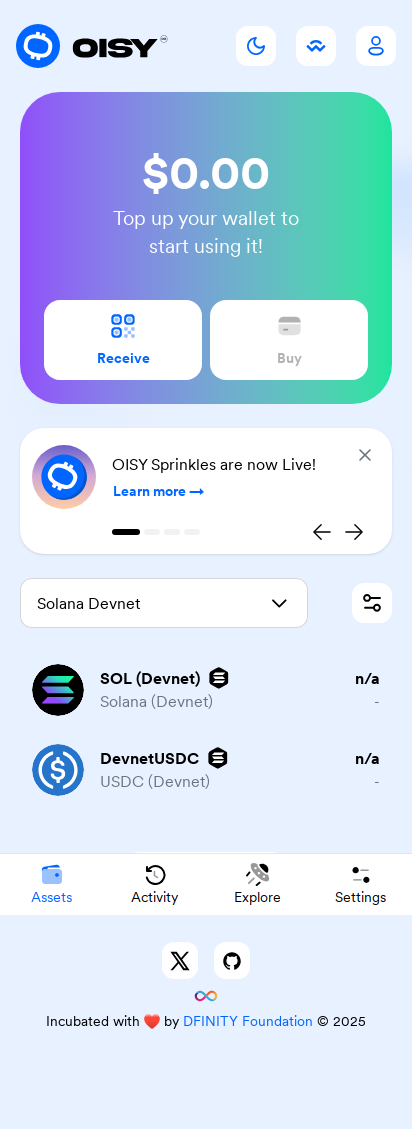 OISY
$0.00
Top up your wallet to
start using it!
Receive
Buy
OISY Sprinkles are now Live!
Learn more →
Solana Devnet
SOL (Devnet)
n/a
Solana (Devnet)
-
DevnetUSDC
n/a
USDC (Devnet)
-
Assets
Activity
Explore
Settings
Incubated with ❤️ by DFINITY Foundation © 2025